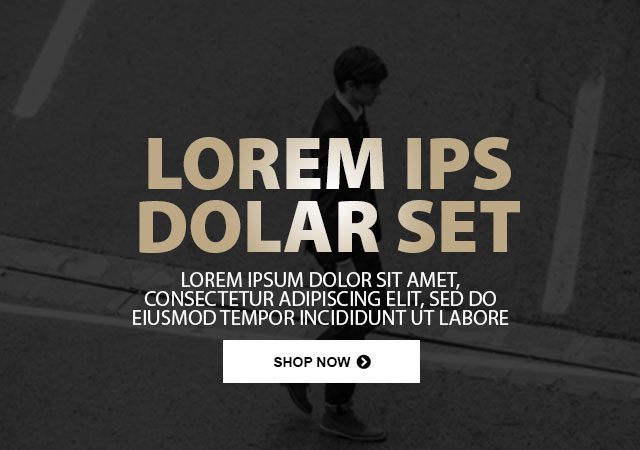 LOREM IPS
DOLAR SET
LOREM IPSUM DOLOR SIT AMET,
CONSECTETUR ADIPISCING ELIT, SED DO
EIUSMOD TEMPOR INCIDIDUNT UT LABORE
SHOP NOW